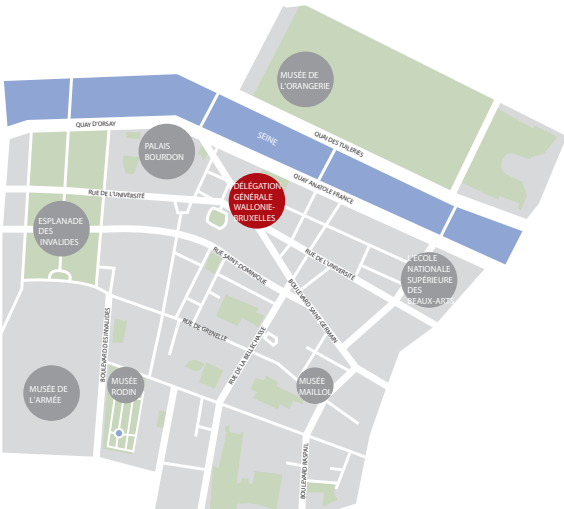 MUSÉE DE
L'ORANGERIE
QUAY D'ORSAY
SEINE
QUAI DES TUILERIES
PALAIS
BOURDON
QUAY ANATOLE FRANCE
DÉLÉGATION
GÉNÉRALE
WALLONIE-
BRUXELLES
RUE DE L'UNIVERSITÉ
ESPLANADE
DES
INVALIDES
RUE SAINT-DOMINIQUE
RUE DE L'UNIVERSITÉ
L'ÉCOLE
NATIONALE
SUPÉRIEURE
DES
BEAUX-ARTS
BOULEVARD SAINT GERMAIN
BOULEVARD DES INVALIDES
RUE DE GRENELLE
RUE DE LA BELLECHASSE
MUSÉE DE
L'ARMÉE
MUSÉE
RODIN
MUSÉE
MAILLOL
BOULEVARD RASPAIL